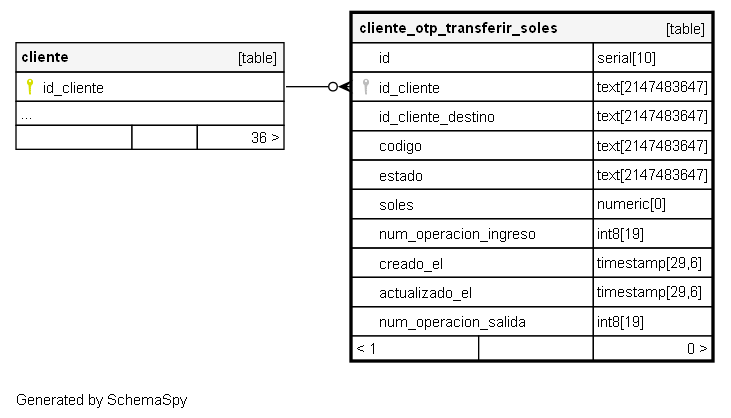 cliente [table]
id_cliente
...
36 >
cliente_otp_transferir_soles [table]
id serial[10]
id_cliente text[2147483647]
id_cliente_destino text[2147483647]
codigo text[2147483647]
estado text[2147483647]
soles numeric[0]
num_operacion_ingreso int8[19]
creado_el timestamp[29,6]
actualizado_el timestamp[29,6]
num_operacion_salida int8[19]
< 1 0 >
Generated by SchemaSpy